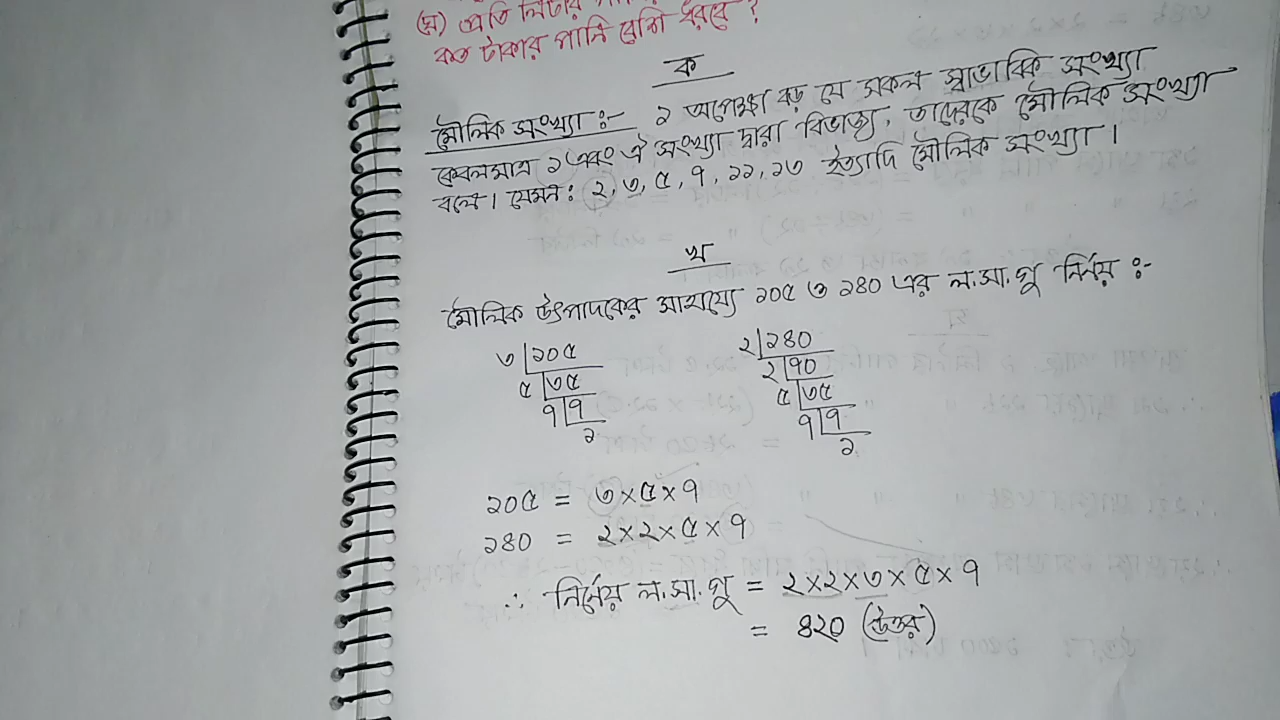 (ঘ) প্রতি লিটার
কত টাকার পানি বেশি ধরবে ?
ক
মৌলিক সংখ্যা :- ১ অপেক্ষা বড় যে সকল স্বাভাবিক সংখ্যা
কেবলমাত্র ১ এবং ঐ সংখ্যা দ্বারা বিভাজ্য, তাদেরকে মৌলিক সংখ্যা
বলে। যেমন: ২, ৩, ৫, ৭, ১১, ১৩ ইত্যাদি মৌলিক সংখ্যা।
খ
মৌলিক উৎপাদকের মাধ্যমে ১০৫ ও ১৪০ এর ল.সা.গু নির্ণয় :-
৩ | ১০৫ ২ | ১৪০
৫ | ৩৫ ২ | ৭০
৭ | ৭ ৫ | ৩৫
১ ৭ | ৭
১
১০৫ = ৩ × ৫ × ৭
১৪০ = ২ × ২ × ৫ × ৭
∴ নির্ণেয় ল.সা.গু = ২ × ২ × ৩ × ৫ × ৭
= ৪২০ (উত্তর)